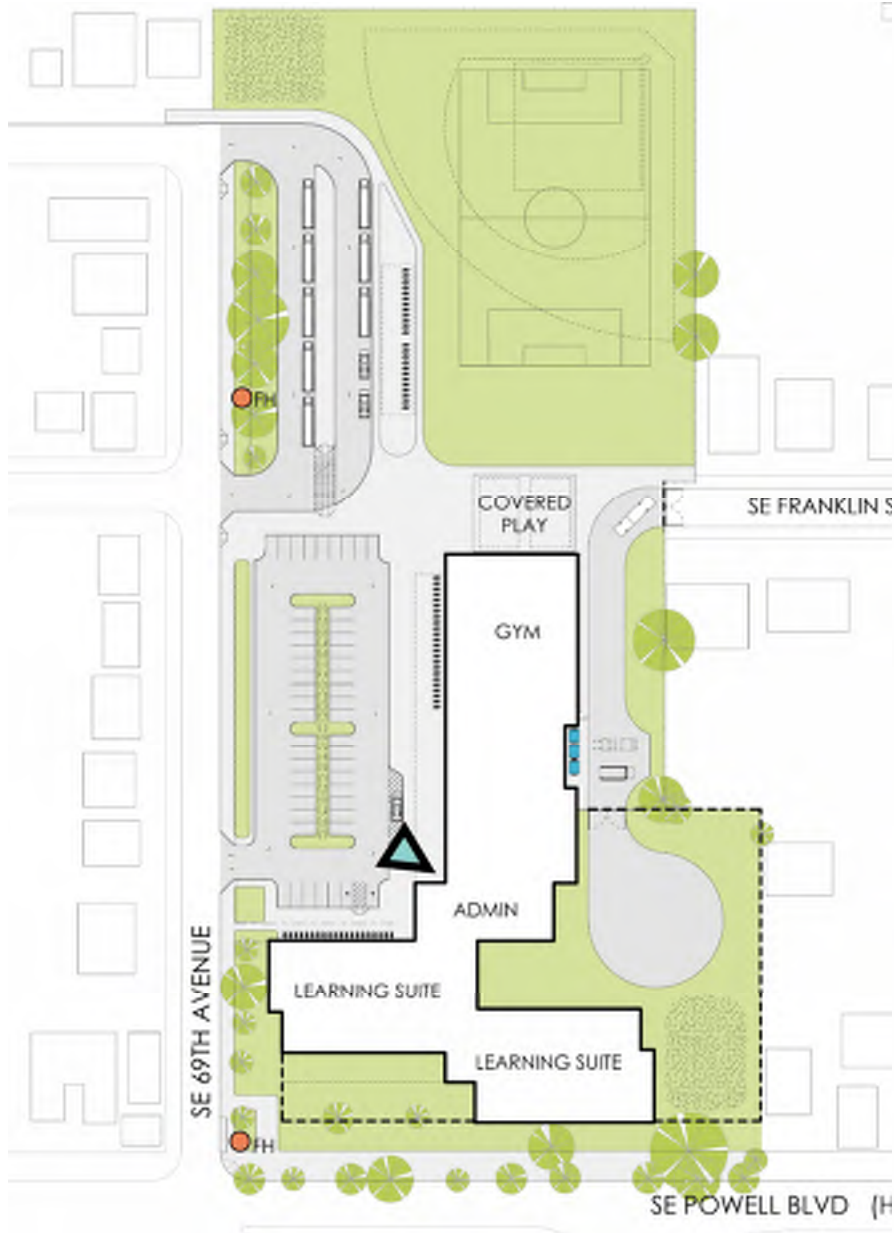 FH
COVERED
PLAY
SE FRANKLIN S
GYM
ADMIN
SE 69TH AVENUE
LEARNING SUITE
LEARNING SUITE
FH
SE POWELL BLVD (H